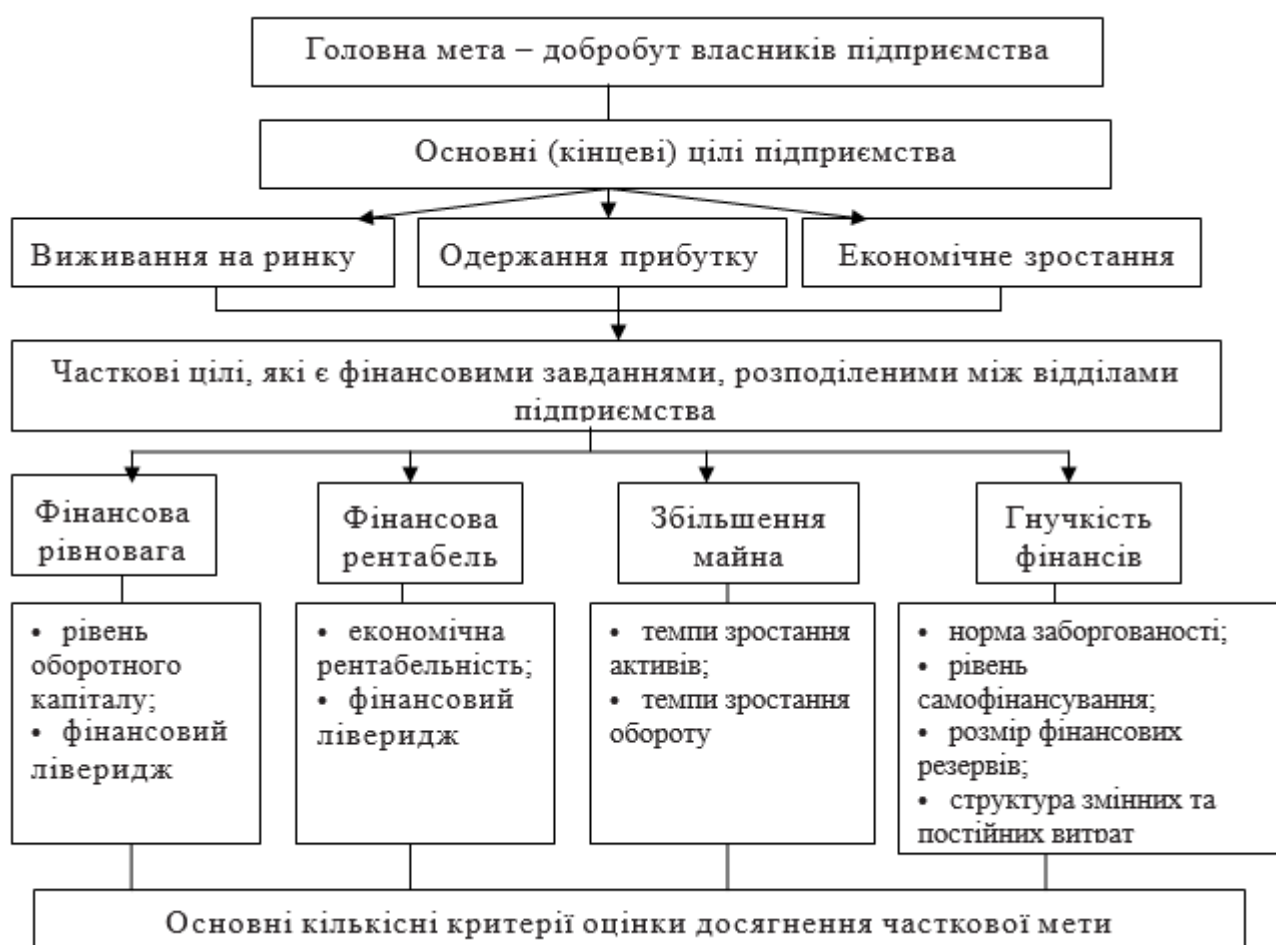 Головна мета – добробут власників підприємства
Основні (кінцеві) цілі підприємства
Виживання на ринку
Одержання прибутку
Економічне зростання
Часткові цілі, які є фінансовими завданнями, розподіленими між відділами
підприємства
Фінансова
рівновага
Фінансова
рентабель
Збільшення
майна
Гнучкість
фінансів
• рівень
оборотного
капіталу;
• фінансовий
ліверидж
• економічна
рентабельність;
• фінансовий
ліверидж
• темпи зростання
активів;
• темпи зростання
обороту
• норма заборгованості;
• рівень
самофінансування;
• розмір фінансових
резервів;
• структура змінних та
постійних витрат
Основні кількісні критерії оцінки досягнення часткової мети